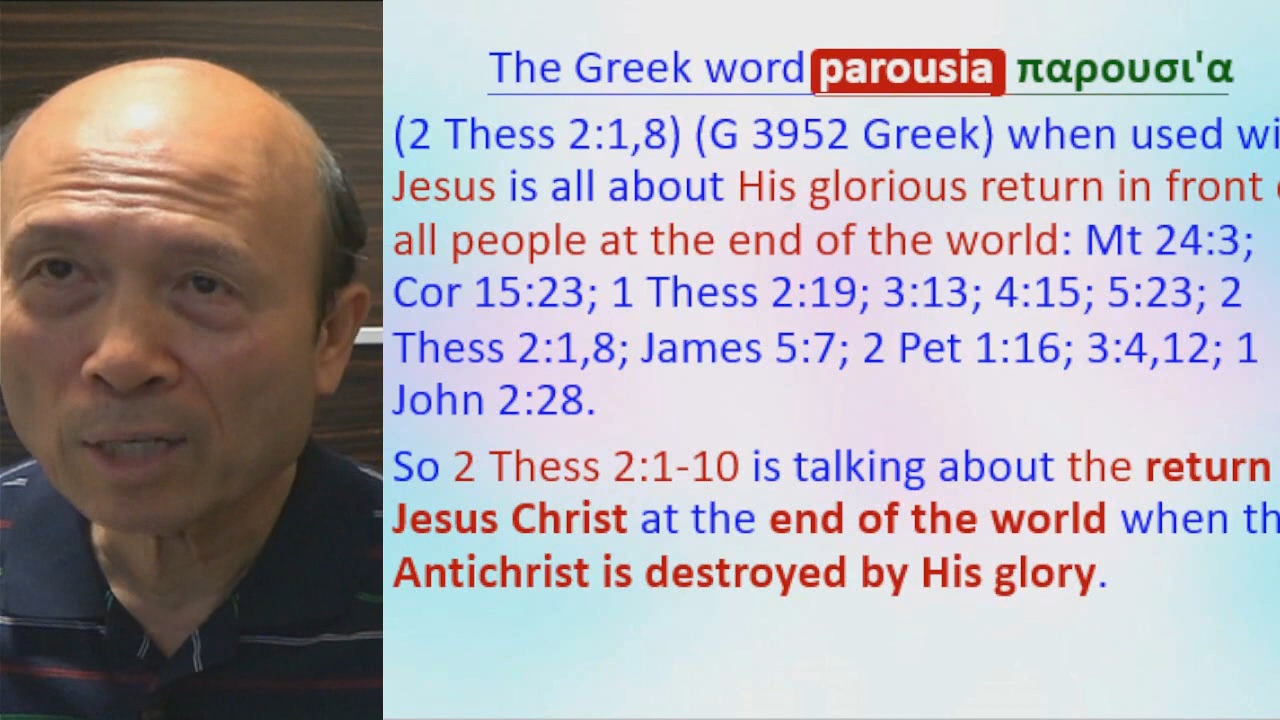 The Greek word parousia παρουσι'α
(2 Thess 2:1,8) (G 3952 Greek) when used wi
Jesus is all about His glorious return in front
all people at the end of the world: Mt 24:3;
Cor 15:23; 1 Thess 2:19; 3:13; 4:15; 5:23; 2
Thess 2:1,8; James 5:7; 2 Pet 1:16; 3:4,12; 1
John 2:28.
So 2 Thess 2:1-10 is talking about the return
Jesus Christ at the end of the world when th
Antichrist is destroyed by His glory.